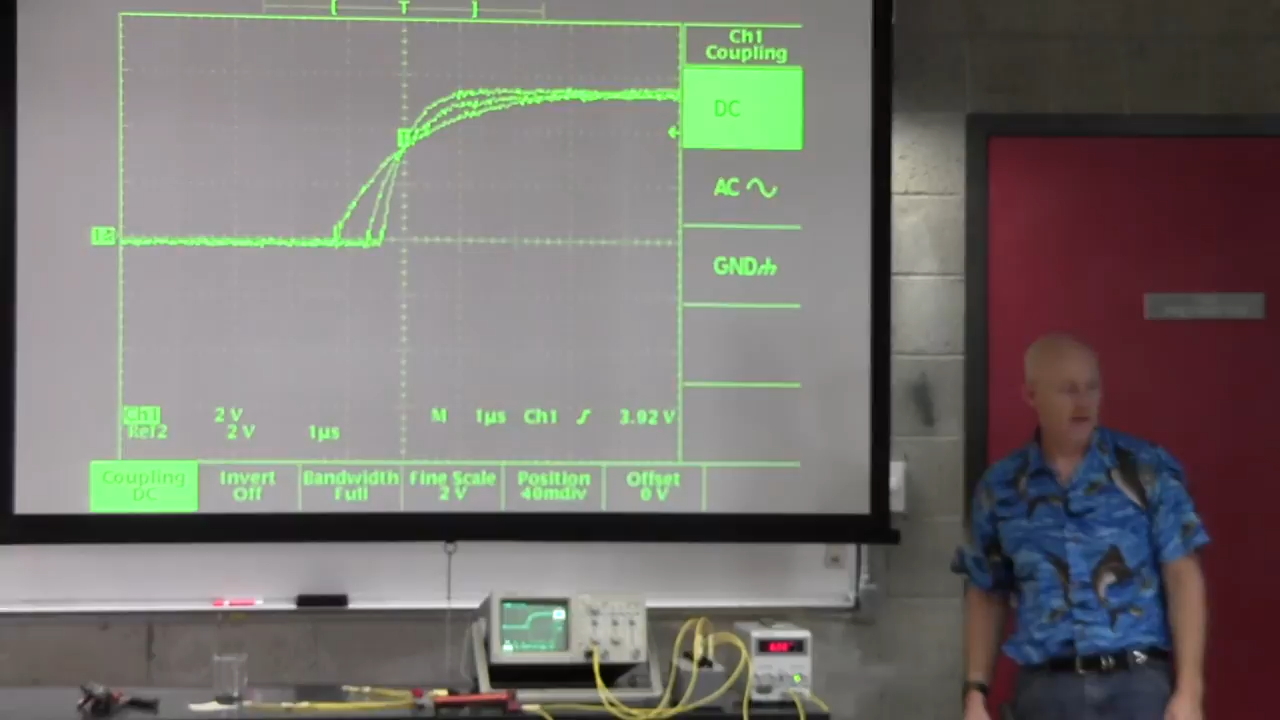 [ T ]
Ch1
Coupling
DC
T
AC
GND
Ch1 2 V M 1µs Ch1 3.92 V
Ref2 2 V 1µs
Coupling
DC
Invert
Off
Bandwidth
Full
Fine Scale
2 V
Position
40mdiv
Offset
0 V